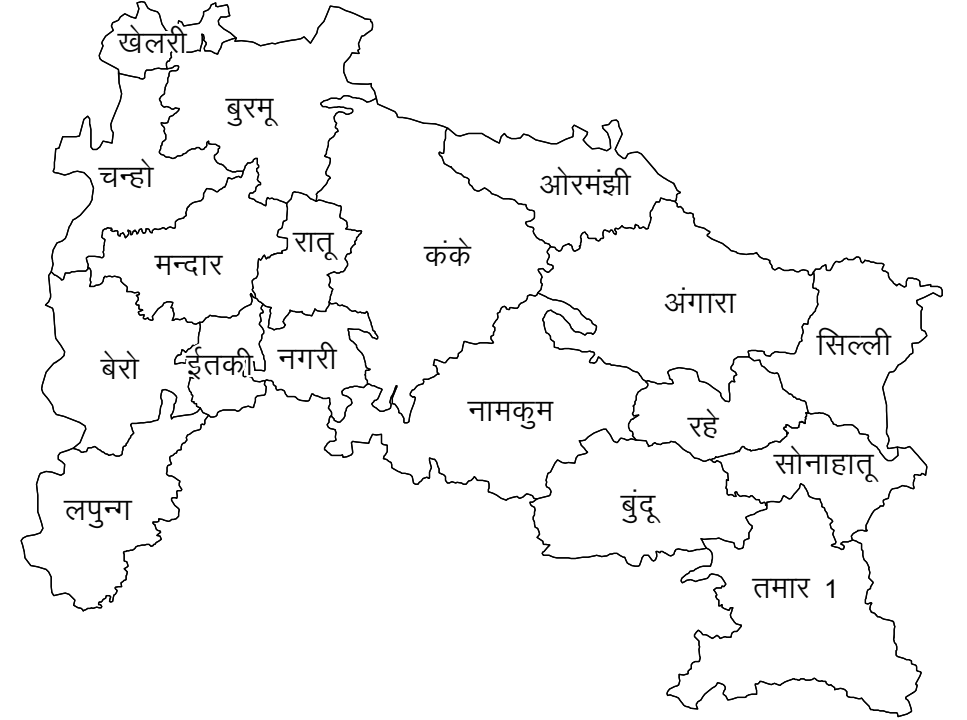 खेलरी
बुरमू
चन्हो
ओरमंझी
रातू
कंके
मन्दार
अंगारा
सिल्ली
बेरो
ईतकी
नगरी
नामकुम
रहे
सोनाहातू
लपुन्ग
बुंदू
तमार 1